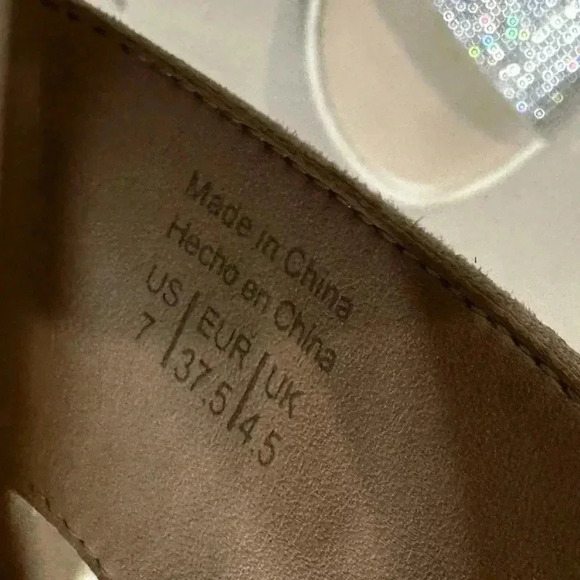 Made in China
Hecho en China
US/EUR/UK
7/37.5/4.5